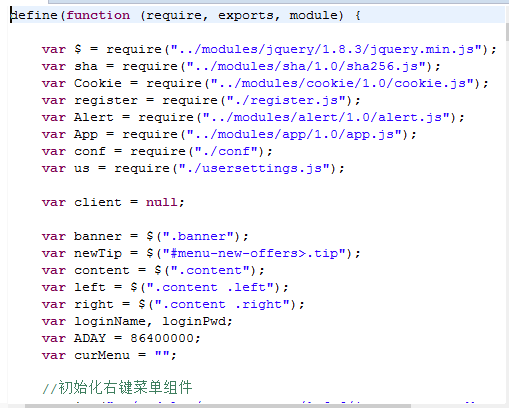 define(function (require, exports, module) {
var $ = require("../modules/jquery/1.8.3/jquery.min.js");
var sha = require("../modules/sha/1.0/sha256.js");
var Cookie = require("../modules/cookie/1.0/cookie.js");
var register = require("./register.js");
var Alert = require("../modules/alert/1.0/alert.js");
var App = require("../modules/app/1.0/app.js");
var conf = require("./conf");
var us = require("./usersettings.js");
var client = null;
var banner = $(".banner");
var newTip = $("#menu-new-offers>.tip");
var content = $(".content");
var left = $(".content .left");
var right = $(".content .right");
var loginName, loginPwd;
var ADAY = 86400000;
var curMenu = "";
//初始化右键菜单组件